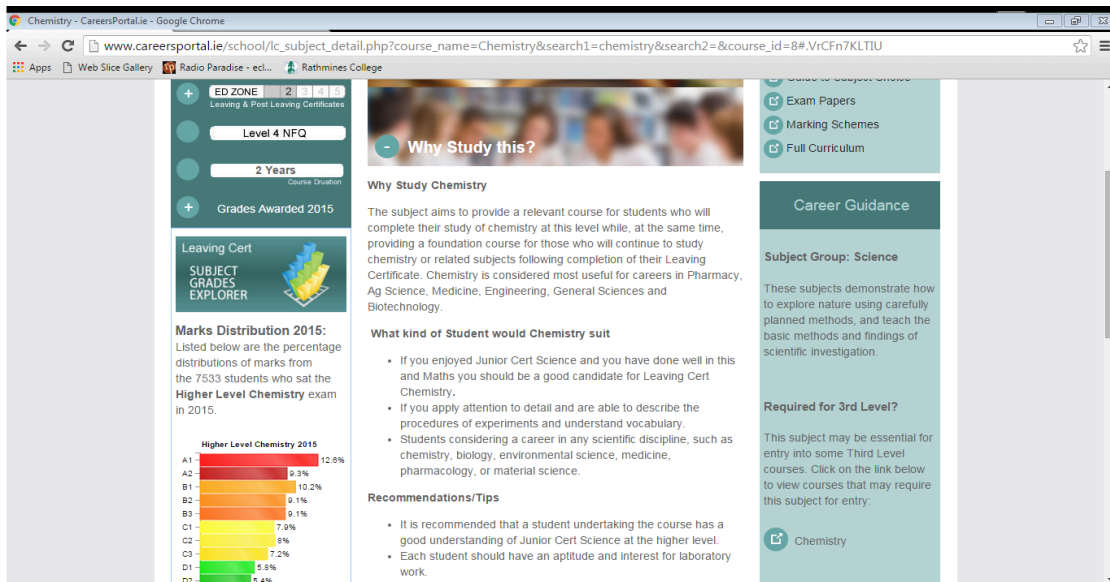 Chemistry - CareersPortal.ie - Google Chrome
www.careersportal.ie/school/lc_subject_detail.php?course_name=Chemistry&search1=chemistry&search2=&course_id=8#.VrCFn7KLTIU
Apps Web Slice Gallery Radio Paradise - ecl... Rathmines College
+ ED ZONE 2 3 4 5
Leaving & Post Leaving Certificates
Level 4 NFQ
2 Years
Course Druation
+ Grades Awarded 2015
Leaving Cert
SUBJECT
GRADES
EXPLORER
Marks Distribution 2015:
Listed below are the percentage
distributions of marks from
the 7533 students who sat the
Higher Level Chemistry exam
in 2015.
Higher Level Chemistry 2015
A1 12.6%
A2 9.3%
B1 10.2%
B2 9.1%
B3 9.1%
C1 7.9%
C2 8%
C3 7.2%
D1 5.8%
D2 5.4%
- Why Study this?
Why Study Chemistry
The subject aims to provide a relevant course for students who will
complete their study of chemistry at this level while, at the same time,
providing a foundation course for those who will continue to study
chemistry or related subjects following completion of their Leaving
Certificate. Chemistry is considered most useful for careers in Pharmacy,
Ag Science, Medicine, Engineering, General Sciences and
Biotechnology.
What kind of Student would Chemistry suit
• If you enjoyed Junior Cert Science and you have done well in this
and Maths you should be a good candidate for Leaving Cert
Chemistry.
• If you apply attention to detail and are able to describe the
procedures of experiments and understand vocabulary.
• Students considering a career in any scientific discipline, such as
chemistry, biology, environmental science, medicine,
pharmacology, or material science.
Recommendations/Tips
• It is recommended that a student undertaking the course has a
good understanding of Junior Cert Science at the higher level.
• Each student should have an aptitude and interest for laboratory
work.
Guide to Subject Choice
Exam Papers
Marking Schemes
Full Curriculum
Career Guidance
Subject Group: Science
These subjects demonstrate how
to explore nature using carefully
planned methods, and teach the
basic methods and findings of
scientific investigation.
Required for 3rd Level?
This subject may be essential for
entry into some Third Level
courses. Click on the link below
to view courses that may require
this subject for entry:
Chemistry